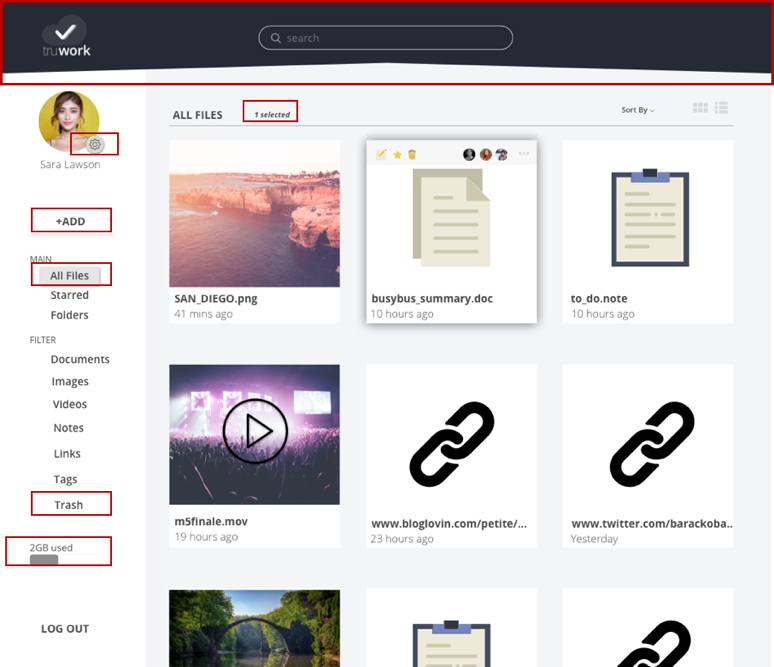 truwork
search
Sara Lawson
+ADD
MAIN
All Files
Starred
Folders
FILTER
Documents
Images
Videos
Notes
Links
Tags
Trash
2GB used
LOG OUT
ALL FILES
1 selected
Sort By
SAN_DIEGO.png
41 mins ago
busybus_summary.doc
10 hours ago
to_do.note
10 hours ago
m5finale.mov
19 hours ago
www.bloglovin.com/petite/...
23 hours ago
www.twitter.com/barackoba..
Yesterday